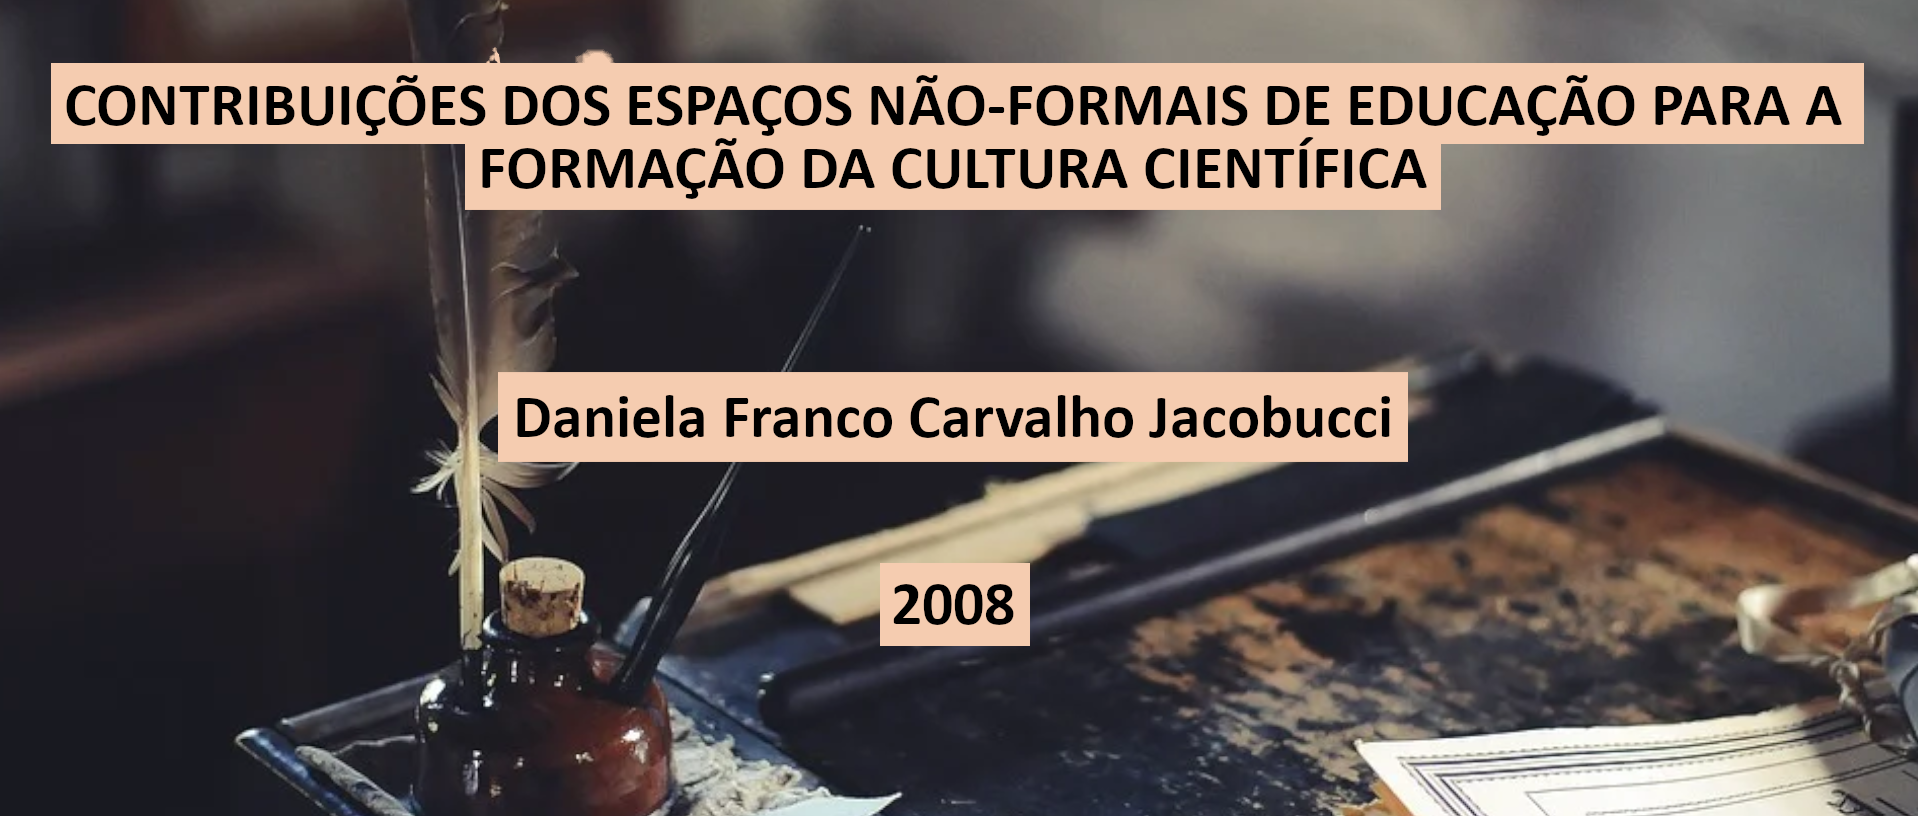 CONTRIBUIÇÕES DOS ESPAÇOS NÃO-FORMAIS DE EDUCAÇÃO PARA A
FORMAÇÃO DA CULTURA CIENTÍFICA
Daniela Franco Carvalho Jacobucci
2008